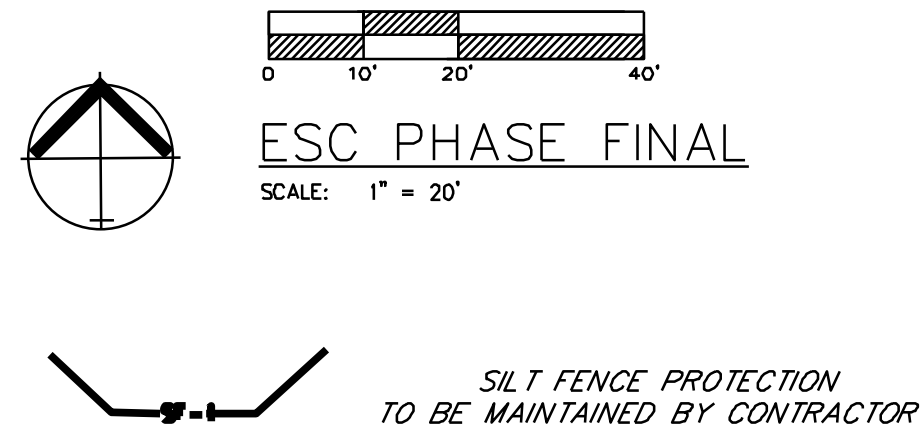 0 10' 20' 40'
ESC PHASE FINAL
SCALE: 1" = 20'
SF-1
SILT FENCE PROTECTION
TO BE MAINTAINED BY CONTRACTOR